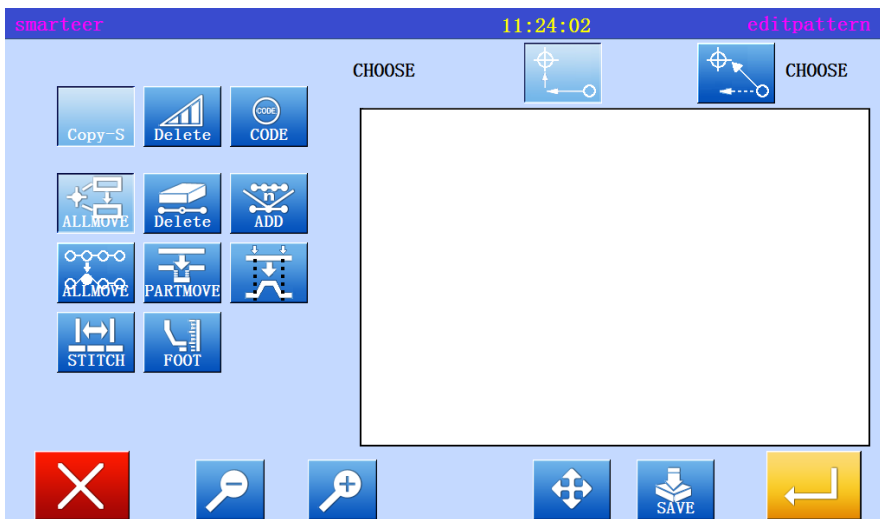 smarteer 11:24:02 editpattern
CHOOSE CHOOSE
Copy-S Delete CODE CODE
ALLMOVE Delete n ADD
ALLMOVE PARTMOVE
STITCH FOOT
SAVE